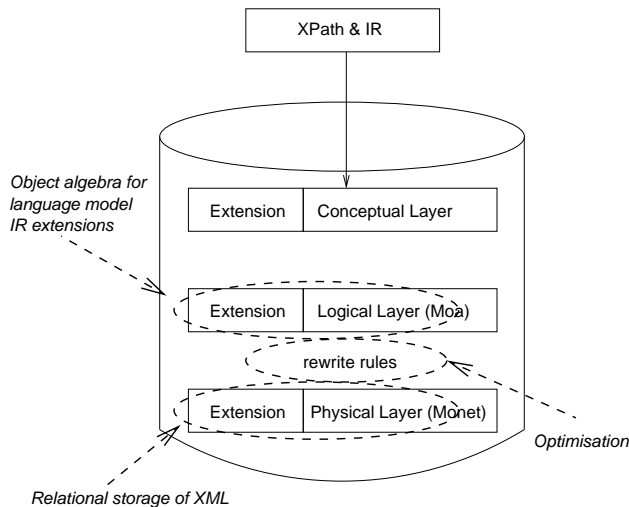 XPath & IR
Object algebra for
language model
IR extensions
Extension Conceptual Layer
Extension Logical Layer (Moa)
rewrite rules
Extension Physical Layer (Monet)
Optimisation
Relational storage of XML